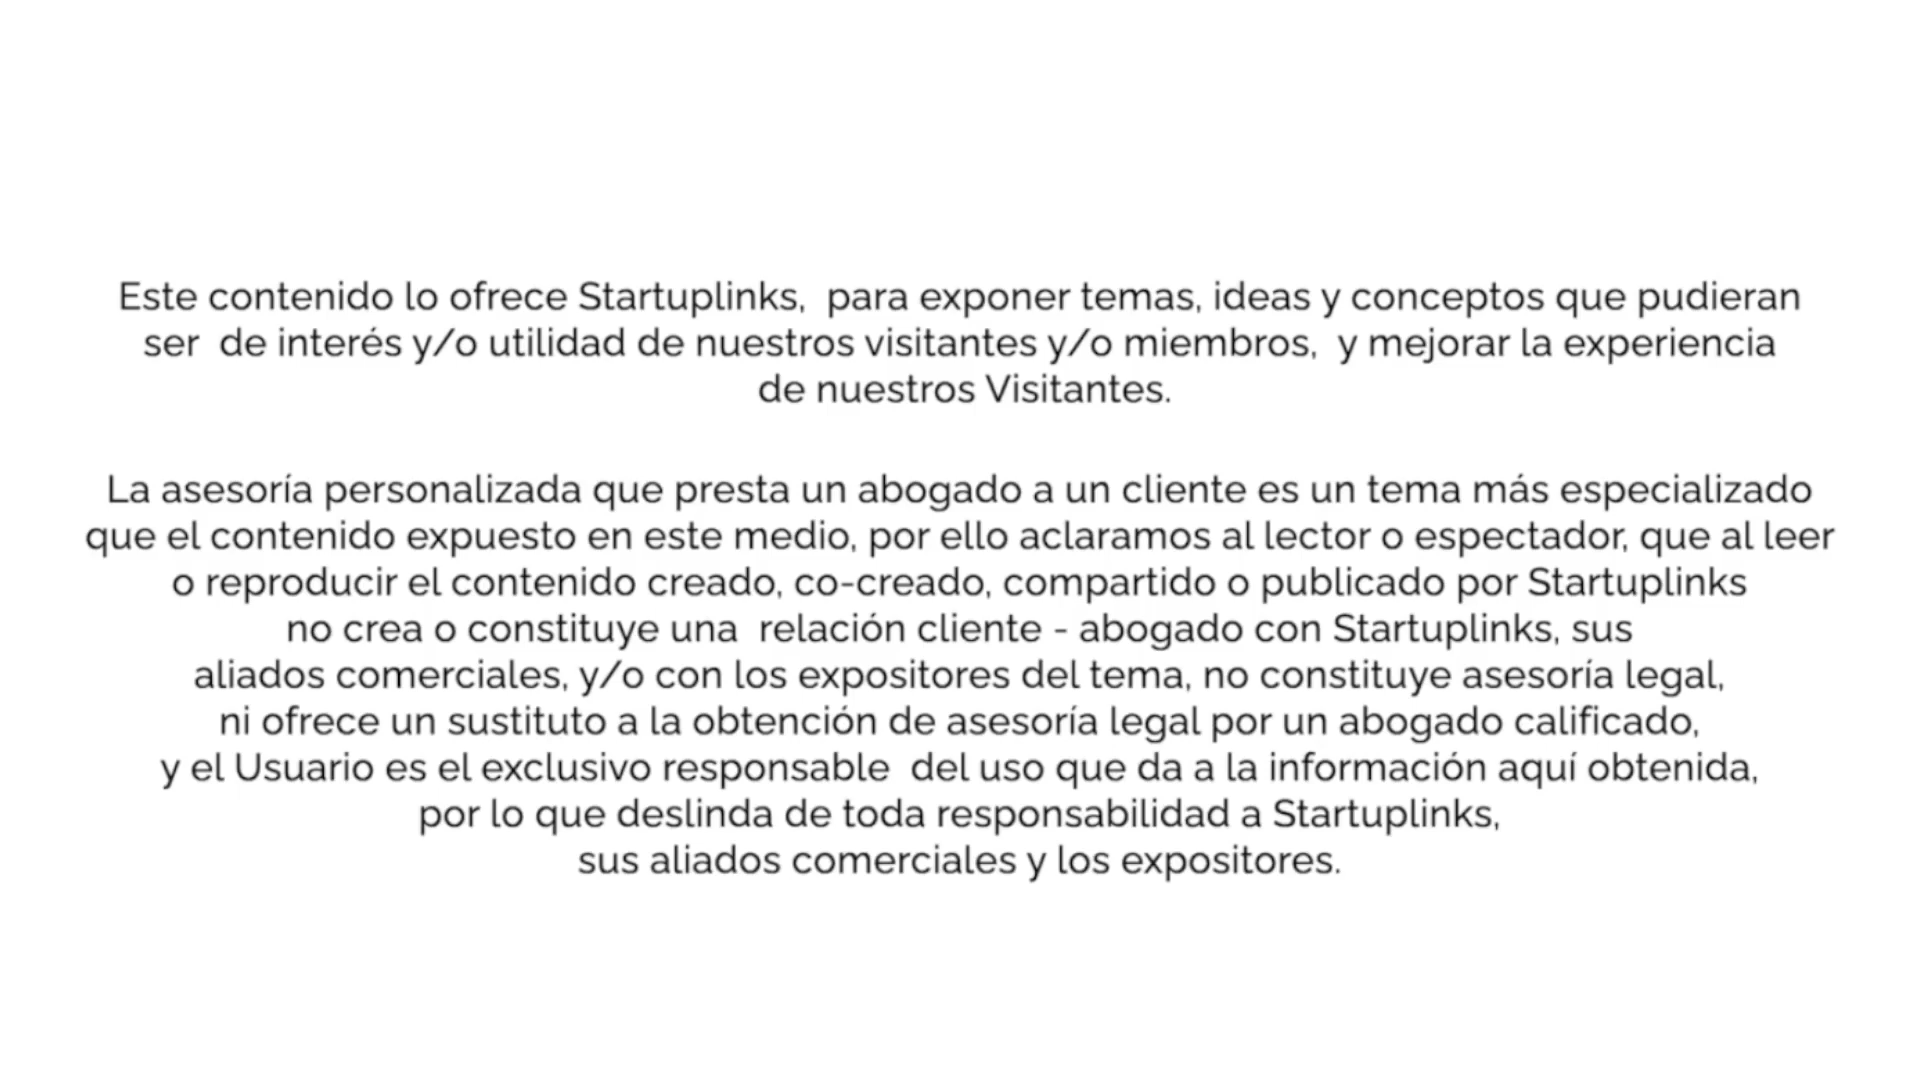 Este contenido lo ofrece Startuplinks,  para exponer temas, ideas y conceptos que pudieran
ser  de interés y/o utilidad de nuestros visitantes y/o miembros,  y mejorar la experiencia
de nuestros Visitantes.
La asesoría personalizada que presta un abogado a un cliente es un tema más especializado
que el contenido expuesto en este medio, por ello aclaramos al lector o espectador, que al leer
o reproducir el contenido creado, co-creado, compartido o publicado por Startuplinks
no crea o constituye una  relación cliente - abogado con Startuplinks, sus
aliados comerciales, y/o con los expositores del tema, no constituye asesoría legal,
ni ofrece un sustituto a la obtención de asesoría legal por un abogado calificado,
y el Usuario es el exclusivo responsable  del uso que da a la información aquí obtenida,
por lo que deslinda de toda responsabilidad a Startuplinks,
sus aliados comerciales y los expositores.